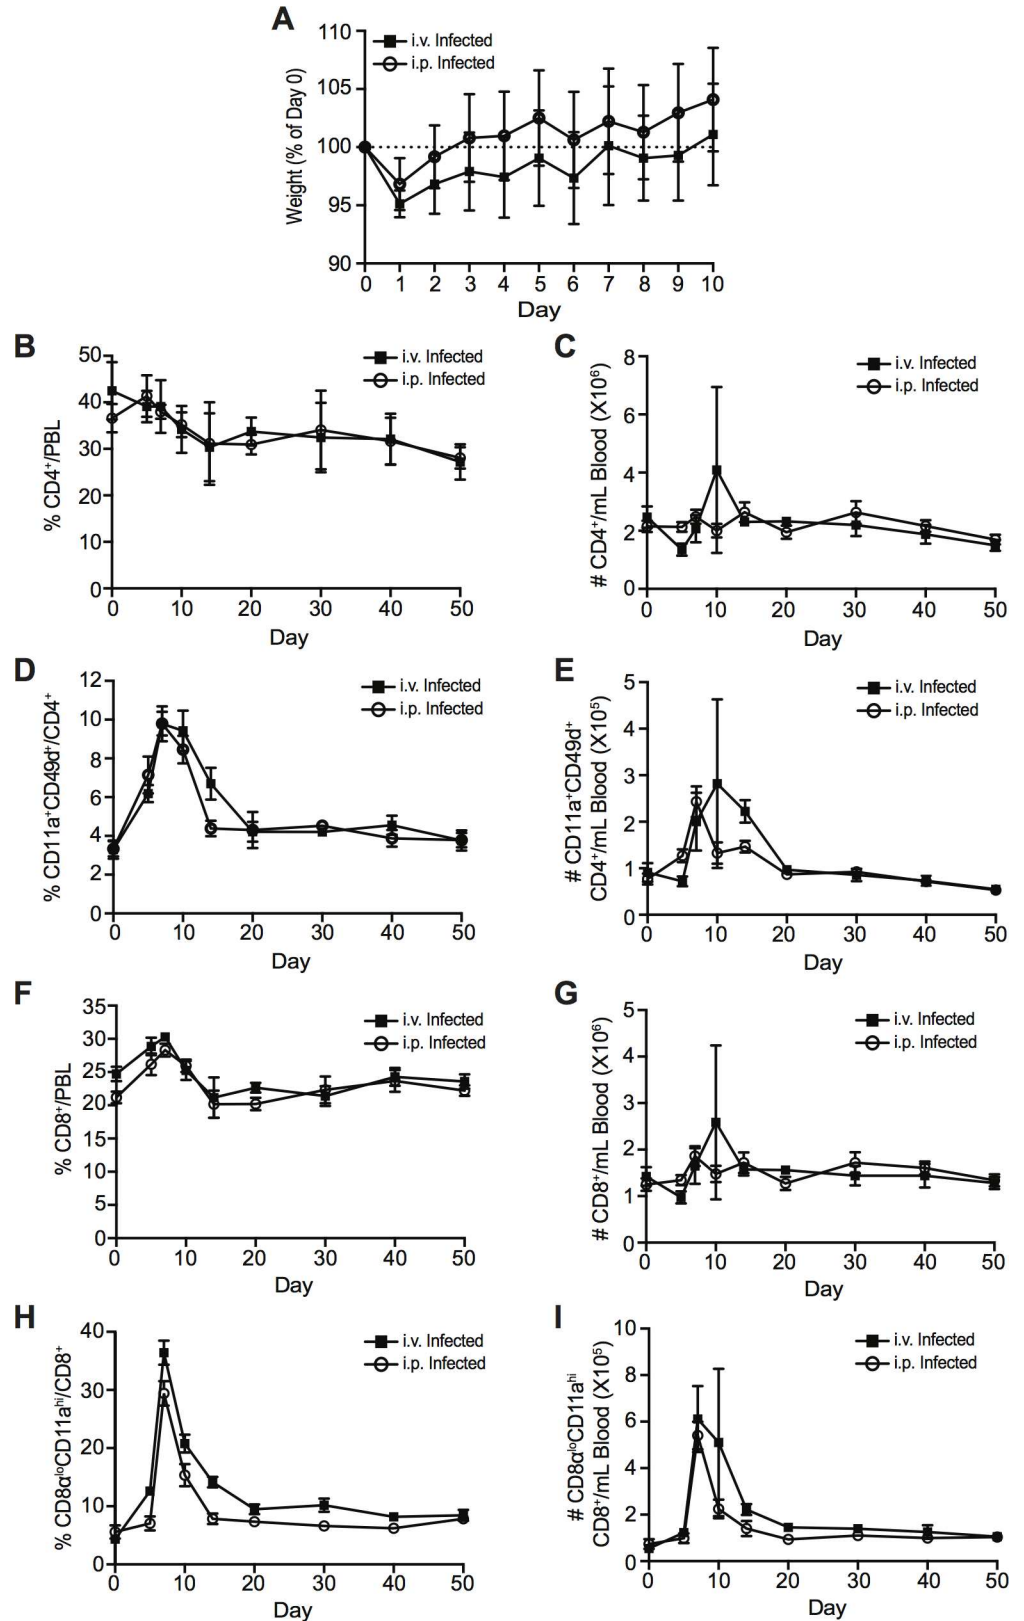 A
110
105
100
95
90
Weight (% of Day 0)
i.v. Infected
i.p. Infected
0 1 2 3 4 5 6 7 8 9 10
Day
B
50
40
30
20
10
0
% CD4⁺/PBL
i.v. Infected
i.p. Infected
0 10 20 30 40 50
Day
C
8
6
4
2
0
# CD4⁺/mL Blood (X10⁶)
i.v. Infected
i.p. Infected
0 10 20 30 40 50
Day
D
12
10
8
6
4
2
0
% CD11a⁺CD49d⁺/CD4⁺
i.v. Infected
i.p. Infected
0 10 20 30 40 50
Day
E
5
4
3
2
1
0
# CD11a⁺CD49d⁺
CD4⁺/mL Blood (X10⁵)
i.v. Infected
i.p. Infected
0 10 20 30 40 50
Day
F
35
30
25
20
15
10
5
0
% CD8⁺/PBL
i.v. Infected
i.p. Infected
0 10 20 30 40 50
Day
G
5
4
3
2
1
0
# CD8⁺/mL Blood (X10⁶)
i.v. Infected
i.p. Infected
0 10 20 30 40 50
Day
H
40
30
20
10
0
% CD8α^loCD11a^hi/CD8⁺
i.v. Infected
i.p. Infected
0 10 20 30 40 50
Day
I
10
8
6
4
2
0
# CD8α^loCD11a^hi
CD8⁺/mL Blood (X10⁵)
i.v. Infected
i.p. Infected
0 10 20 30 40 50
Day